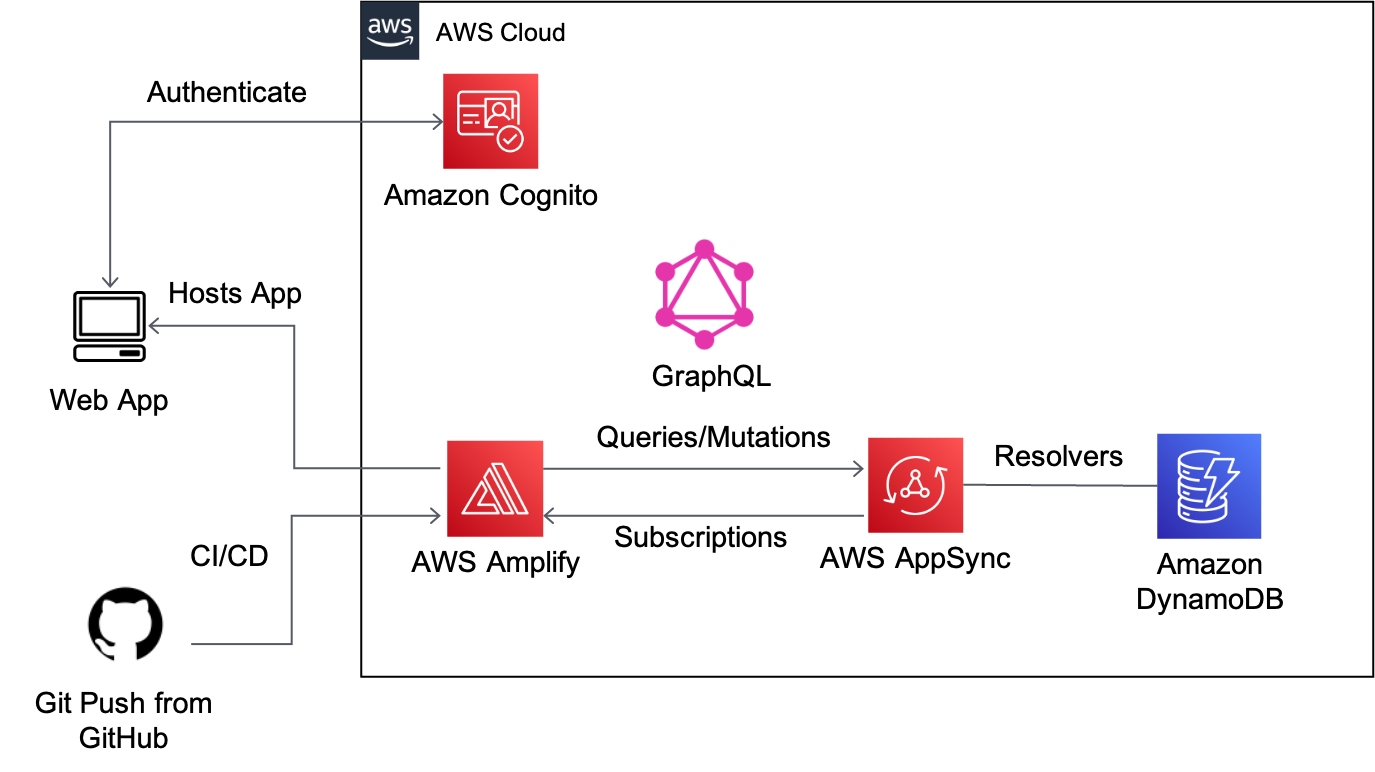 aws
AWS Cloud
Authenticate
Amazon Cognito
Hosts App
Web App
GraphQL
Queries/Mutations
Resolvers
Subscriptions
AWS Amplify
AWS AppSync
Amazon
DynamoDB
CI/CD
Git Push from
GitHub